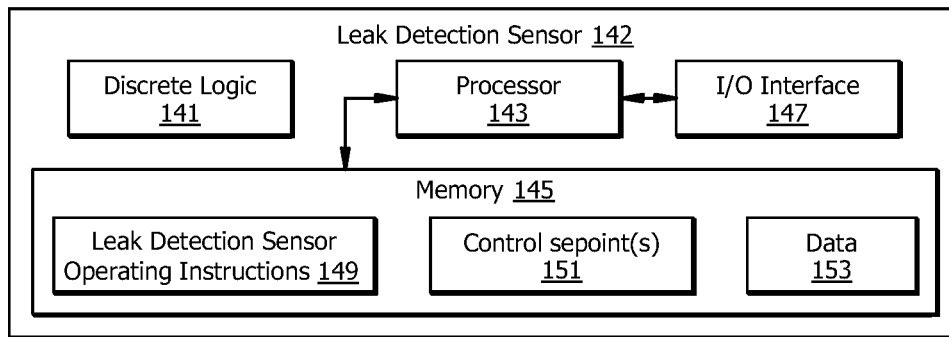 Leak Detection Sensor 142
Discrete Logic
141
Processor
143
I/O Interface
147
Memory 145
Leak Detection Sensor
Operating Instructions 149
Control sepoint(s)
151
Data
153